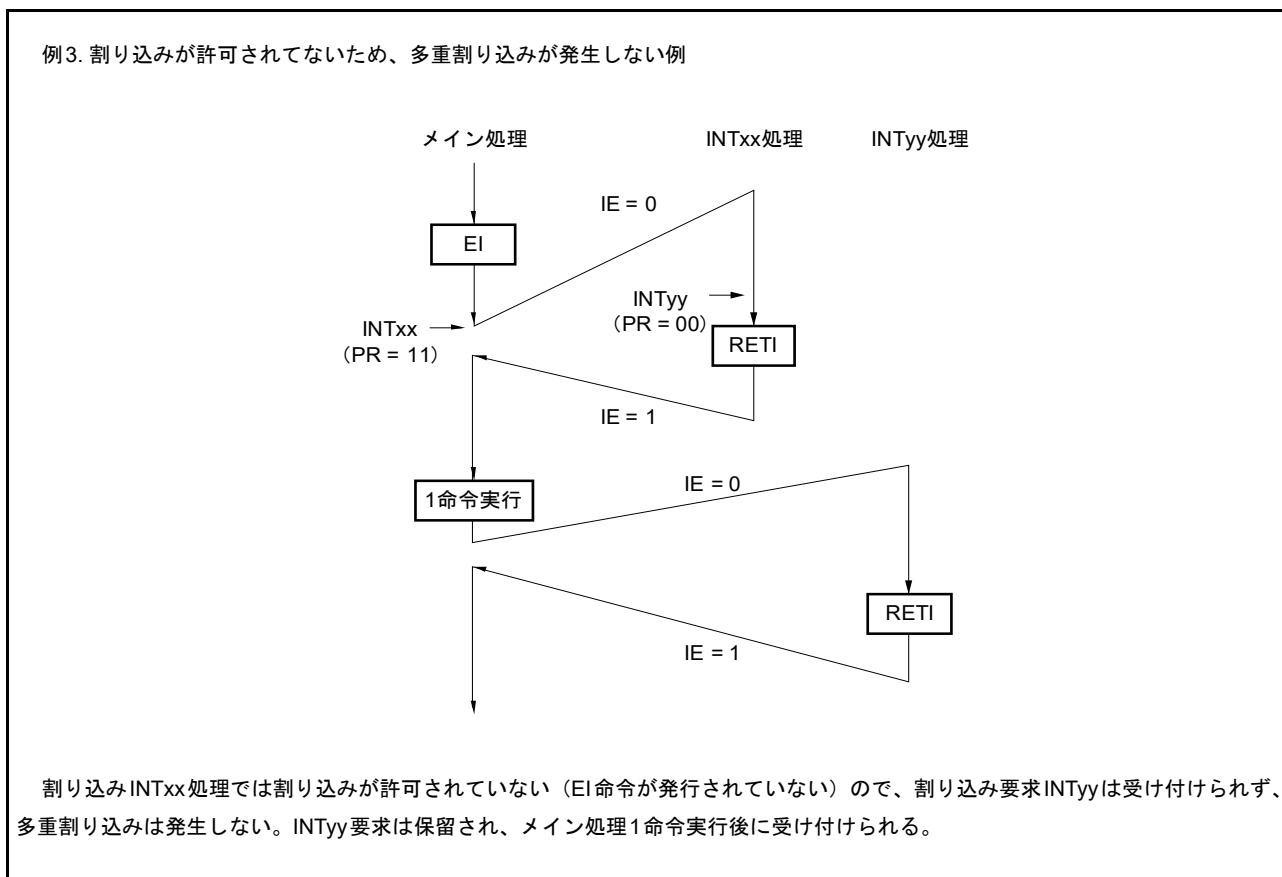 例3. 割り込みが許可されてないため、多重割り込みが発生しない例
メイン処理
INTxx処理
INTyy処理
IE = 0
EI
INTyy
(PR = 00)
INTxx
(PR = 11)
RETI
IE = 1
IE = 0
1命令実行
RETI
IE = 1
割り込みINTxx処理では割り込みが許可されていない（EI命令が発行されていない）ので、割り込み要求INTyyは受け付けられず、
多重割り込みは発生しない。INTyy要求は保留され、メイン処理1命令実行後に受け付けられる。